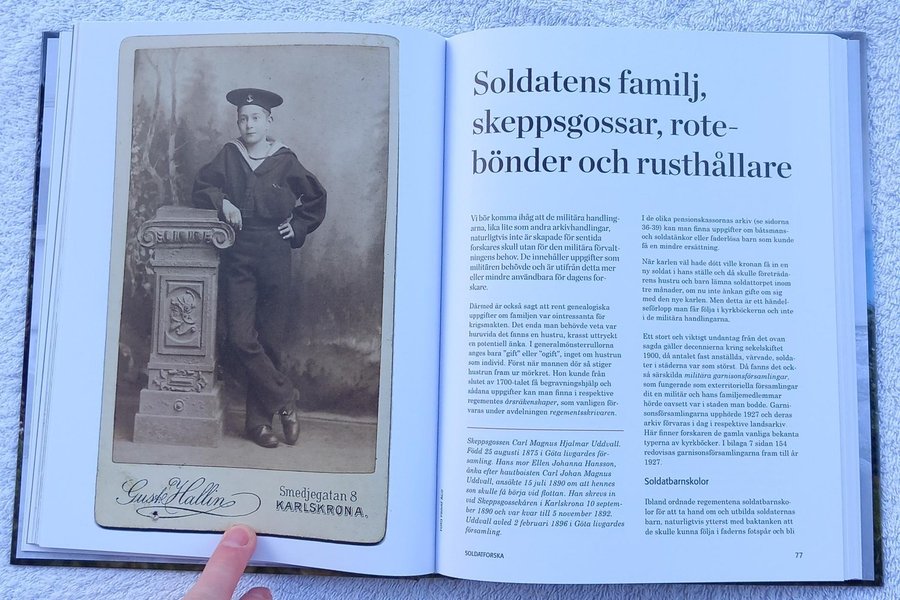 Gust. Hallin
Smedjegatan 8
KARLSKRONA.
Soldatens familj,
skeppsgossar, rote-
bönder och rusthållare
Vi bör komma ihåg att de militära handling-
arna, lika lite som andra arkivhandlingar,
naturligtvis inte är skapade för sentida
forskares skull utan för den militära förvalt-
ningens behov. De innehåller uppgifter som
militären behövde och är utifrån detta mer
eller mindre användbara för dagens for-
skare.
Därmed är också sagt att rent genealogiska
uppgifter om familjen var ointressanta för
krigsmakten. Det enda man behövde veta var
huruvida det fanns en hustru, krasst uttryckt
en potentiell änka. I generalmönsterrullorna
anges bara "gift" eller "ogift", inget om hustrun
som individ. Först när mannen dör så stiger
hustrun fram ur mörkret. Hon kunde från
slutet av 1700-talet få begravningshjälp och
sådana uppgifter kan man finna i respektive
regementes årsräkenskaper, som vanligen för-
varas under avdelningen regementsskrivaren.
Skeppsgossen Carl Magnus Hjalmar Uddvall.
Född 25 augusti 1875 i Göta livgardes för-
samling. Hans mor Ellen Johanna Hansson,
änka efter hautboisten Carl Johan Magnus
Uddvall, ansökte 15 juli 1890 om att hennes
son skulle få börja vid flottan. Han skrevs in
vid Skeppsgossekåren i Karlskrona 10 septem-
ber 1890 och var kvar till 5 november 1892.
Uddvall avled 2 februari 1896 i Göta livgardes
församling.
SOLDATFORSKA
I de olika pensionskassornas arkiv (se sidorna
36-39) kan man finna uppgifter om båtsmans-
och soldatänkor eller faderlösa barn som kunde
få en mindre ersättning.
När karlen väl hade dött ville kronan få in en
ny soldat i hans ställe och då skulle företräda-
rens hustru och barn lämna soldattorpet inom
tre månader, om nu inte änkan gifte om sig
med den nye karlen. Men detta är ett händel-
seförlopp man får följa i kyrkböckerna och inte
i de militära handlingarna.
Ett stort och viktigt undantag från det ovan
sagda gäller decennierna kring sekelskiftet
1900, då antalet fast anställda, värvade, solda-
ter i städerna var som störst. Då fanns det ock-
så särskilda militära garnisonsförsamlingar,
som fungerade som exterritoriella församlingar
dit en militär och hans familjemedlemmar
hörde oavsett var i staden man bodde. Garni-
sonsförsamlingarna upphörde 1927 och deras
arkiv förvaras i dag i respektive landsarkiv.
Här finner forskaren de gamla vanliga bekanta
typerna av kyrkböcker. I bilaga 7 sidan 154
redovisas garnisonsförsamlingarna fram till år
1927.
Soldatbarnskolor
Ibland ordnade regementena soldatbarnsko-
lor för att ta hand om och utbilda soldaternas
barn, naturligtvis ytterst med baktanken att
de skulle kunna följa i faderns fotspår och bli
77